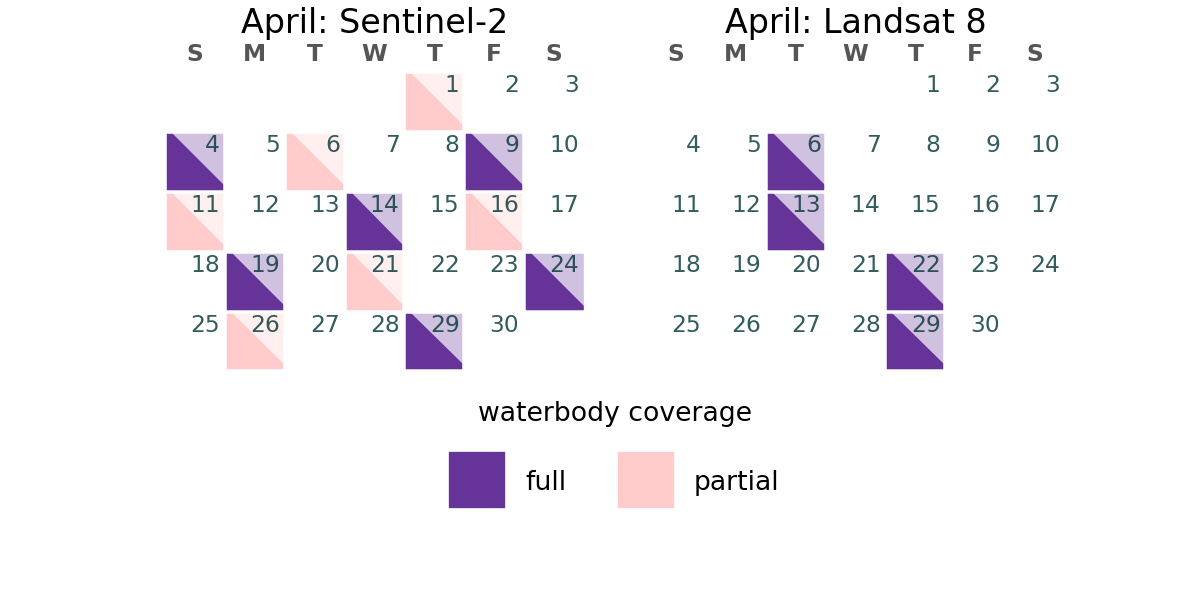 April: Sentinel-2
S M T W T F S
1 2 3
4 5 6 7 8 9 10
11 12 13 14 15 16 17
18 19 20 21 22 23 24
25 26 27 28 29 30
April: Landsat 8
S M T W T F S
1 2 3
4 5 6 7 8 9 10
11 12 13 14 15 16 17
18 19 20 21 22 23 24
25 26 27 28 29 30
waterbody coverage
full partial